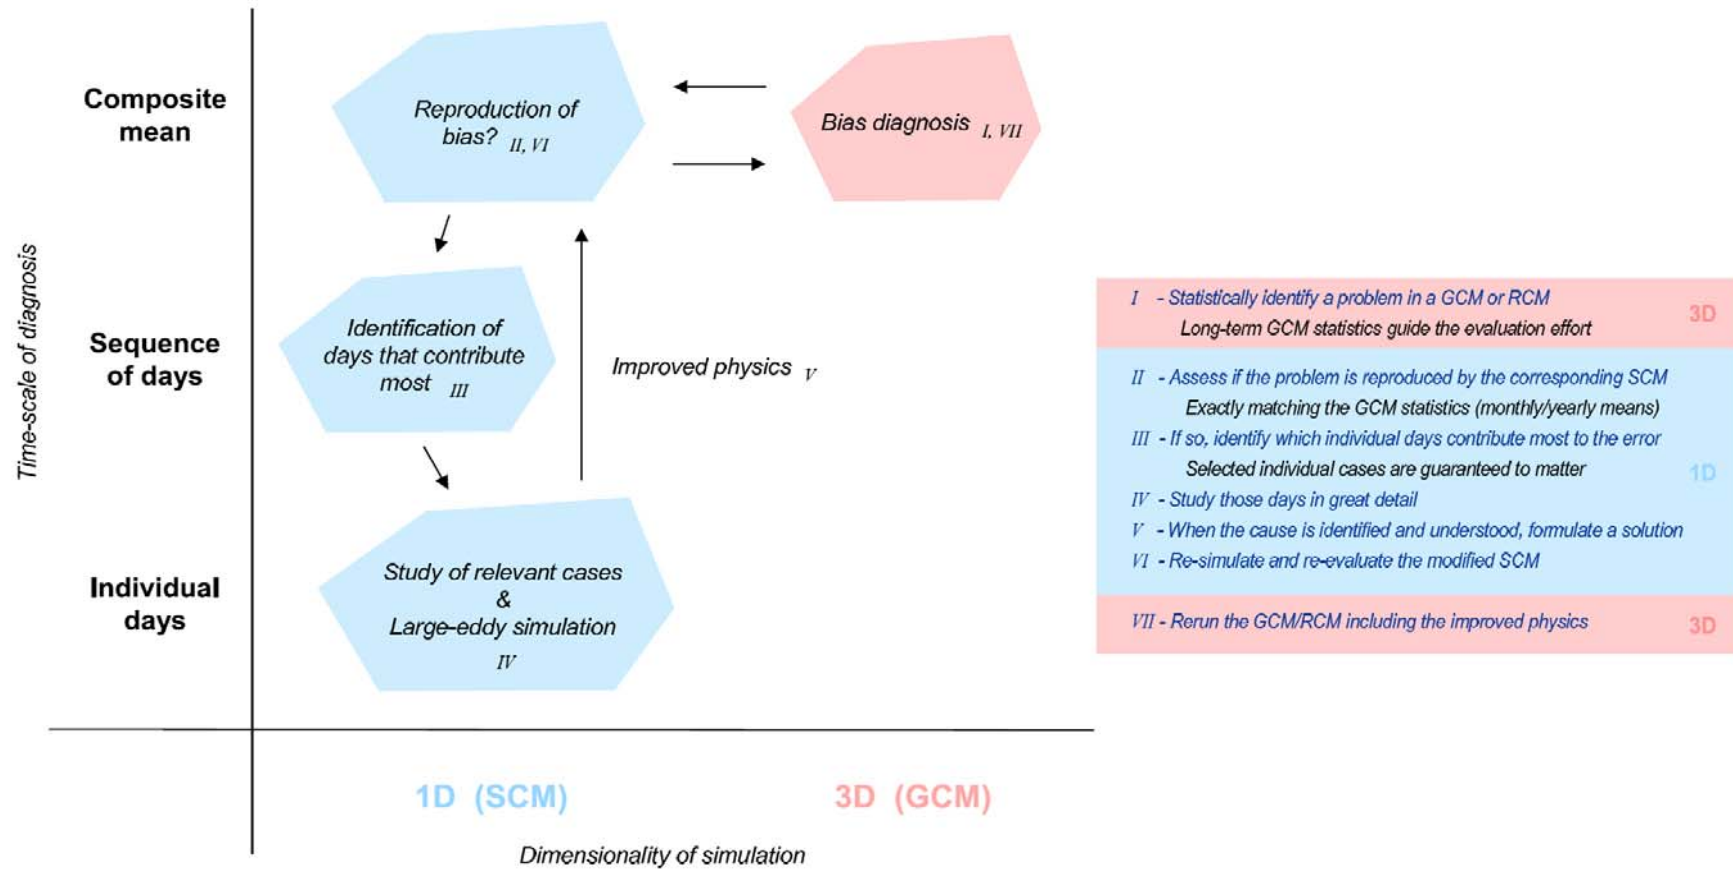 Time-scale of diagnosis
Composite
mean
Reproduction of
bias? II, VI
Bias diagnosis I, VII
Sequence
of days
Identification of
days that contribute
most III
Improved physics V
Individual
days
Study of relevant cases
&
Large-eddy simulation
IV
1D (SCM)
3D (GCM)
Dimensionality of simulation
I - Statistically identify a problem in a GCM or RCM
Long-term GCM statistics guide the evaluation effort
3D
II - Assess if the problem is reproduced by the corresponding SCM
Exactly matching the GCM statistics (monthly/yearly means)
III - If so, identify which individual days contribute most to the error
Selected individual cases are guaranteed to matter
1D
IV - Study those days in great detail
V - When the cause is identified and understood, formulate a solution
VI - Re-simulate and re-evaluate the modified SCM
VII - Rerun the GCM/RCM including the improved physics
3D